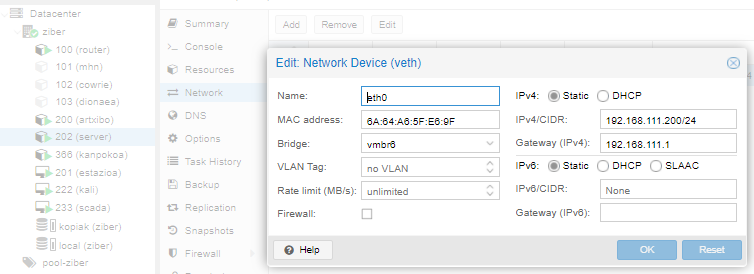 Datacenter
ziber
100 (router)
101 (mhn)
102 (cowrie)
103 (dionaea)
200 (artxibo)
202 (server)
366 (kanpokoa)
201 (estazioa)
222 (kali)
233 (scada)
kopiak (ziber)
local (ziber)
pool-ziber
Summary
Console
Resources
Network
DNS
Options
Task History
Backup
Replication
Snapshots
Firewall
Add Remove Edit
Edit: Network Device (veth)
Name: eth0
MAC address: 6A:64:A6:5F:E6:9F
Bridge: vmbr6
VLAN Tag: no VLAN
Rate limit (MB/s): unlimited
Firewall:
IPv4: Static DHCP
IPv4/CIDR: 192.168.111.200/24
Gateway (IPv4): 192.168.111.1
IPv6: Static DHCP SLAAC
IPv6/CIDR: None
Gateway (IPv6):
Help OK Reset